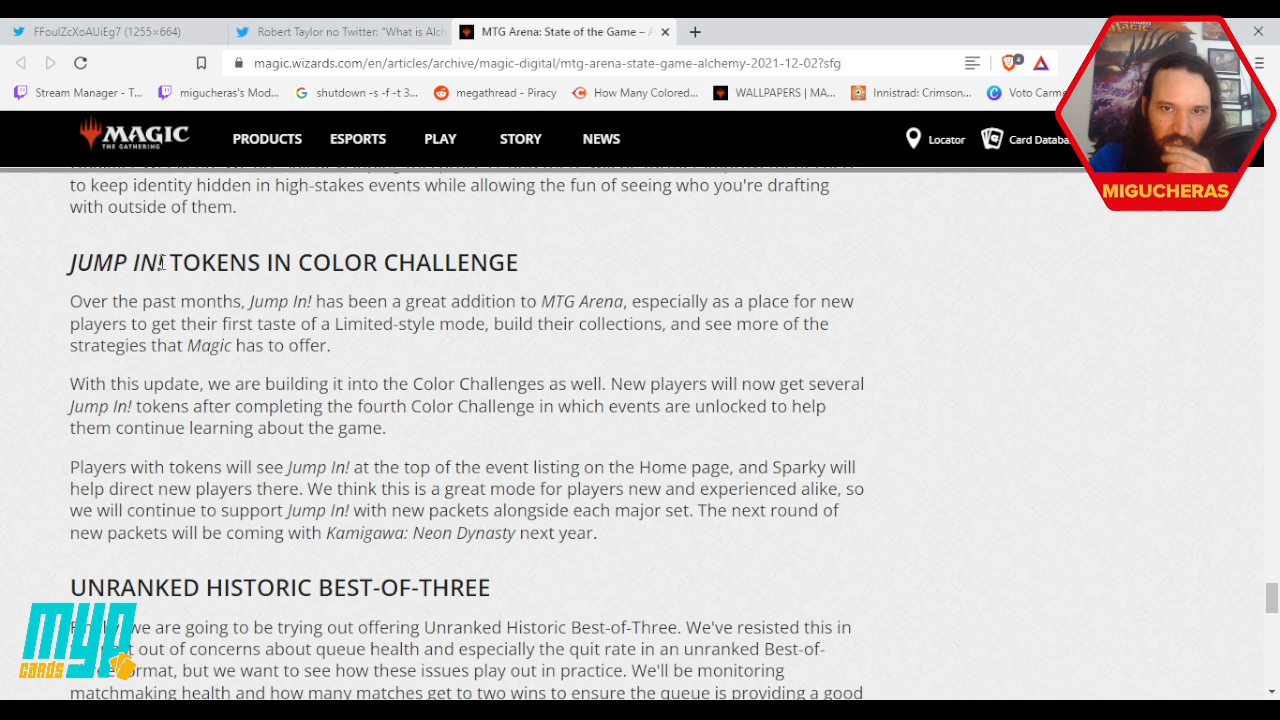 FFouIZcXoAUiEg7 (1255×664)
Robert Taylor no Twitter: "What is Alch
MTG Arena: State of the Game –
magic.wizards.com/en/articles/archive/magic-digital/mtg-arena-state-game-alchemy-2021-12-02?sfg
4
Stream Manager - T...
migucheras's Mod...
shutdown -s -f -t 3...
megathread - Piracy
How Many Colored...
WALLPAPERS | MA...
Innistrad: Crimson...
Voto Carme
MAGIC
THE GATHERING
PRODUCTS
ESPORTS
PLAY
STORY
NEWS
Locator
Card Databa
MIGUCHERAS
to keep identity hidden in high-stakes events while allowing the fun of seeing who you're drafting
with outside of them.
JUMP IN! TOKENS IN COLOR CHALLENGE
Over the past months, Jump In! has been a great addition to MTG Arena, especially as a place for new
players to get their first taste of a Limited-style mode, build their collections, and see more of the
strategies that Magic has to offer.
With this update, we are building it into the Color Challenges as well. New players will now get several
Jump In! tokens after completing the fourth Color Challenge in which events are unlocked to help
them continue learning about the game.
Players with tokens will see Jump In! at the top of the event listing on the Home page, and Sparky will
help direct new players there. We think this is a great mode for players new and experienced alike, so
we will continue to support Jump In! with new packets alongside each major set. The next round of
new packets will be coming with Kamigawa: Neon Dynasty next year.
UNRANKED HISTORIC BEST-OF-THREE
we are going to be trying out offering Unranked Historic Best-of-Three. We've resisted this in
out of concerns about queue health and especially the quit rate in an unranked Best-of-
format, but we want to see how these issues play out in practice. We'll be monitoring
matchmaking health and how many matches get to two wins to ensure the queue is providing a good
myp
cards